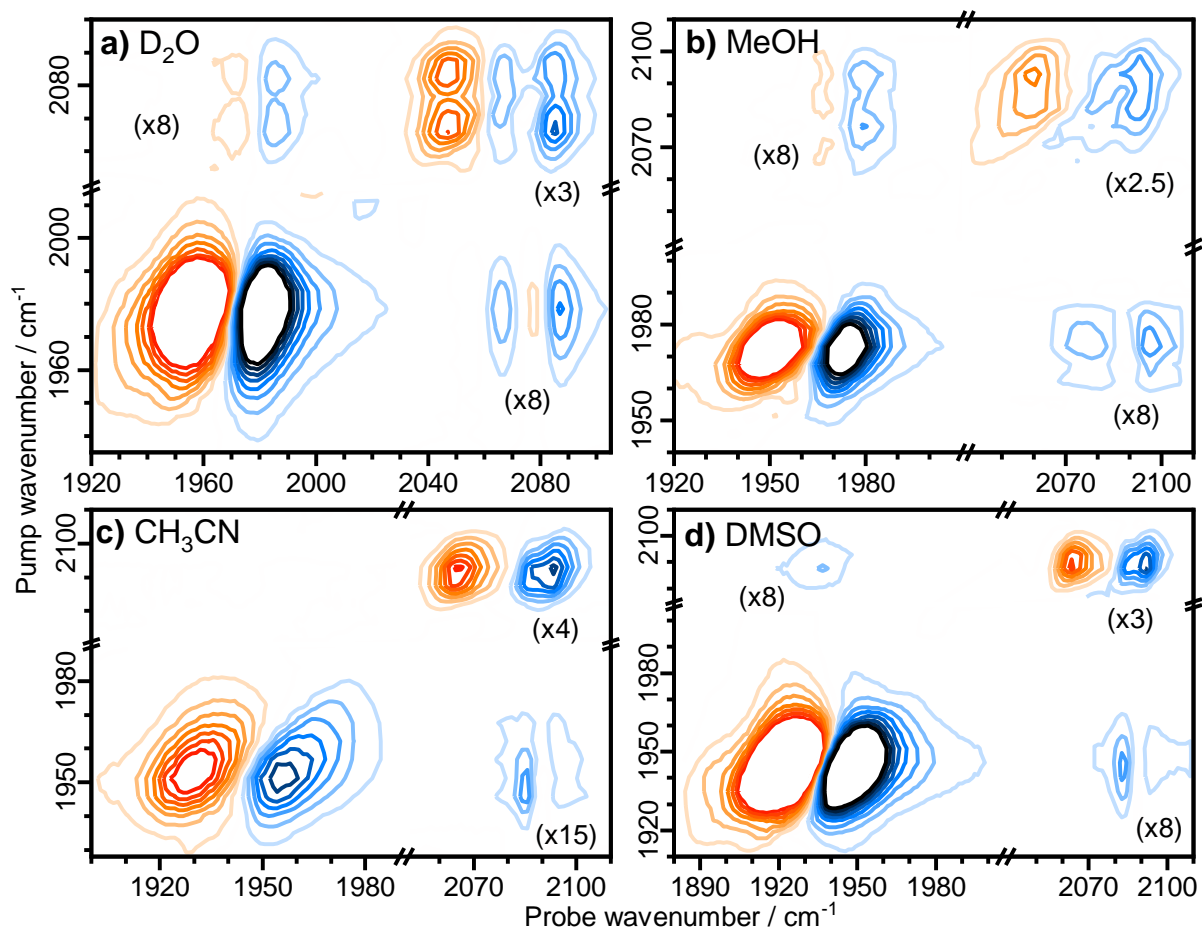 a) D₂O
b) MeOH
2080
(x8)
(x3)
2000
1960
(x8)
1920 1960 2000 2040 2080
2100
2070
(x8)
(x2.5)
1980
1950
(x8)
1920 1950 1980 2070 2100
Pump wavenumber / cm⁻¹
c) CH₃CN
d) DMSO
2100
(x4)
1980
1950
(x15)
1920 1950 1980 2070 2100
2100
(x8)
(x3)
1980
1950
1920
(x8)
1890 1920 1950 1980 2070 2100
Probe wavenumber / cm⁻¹